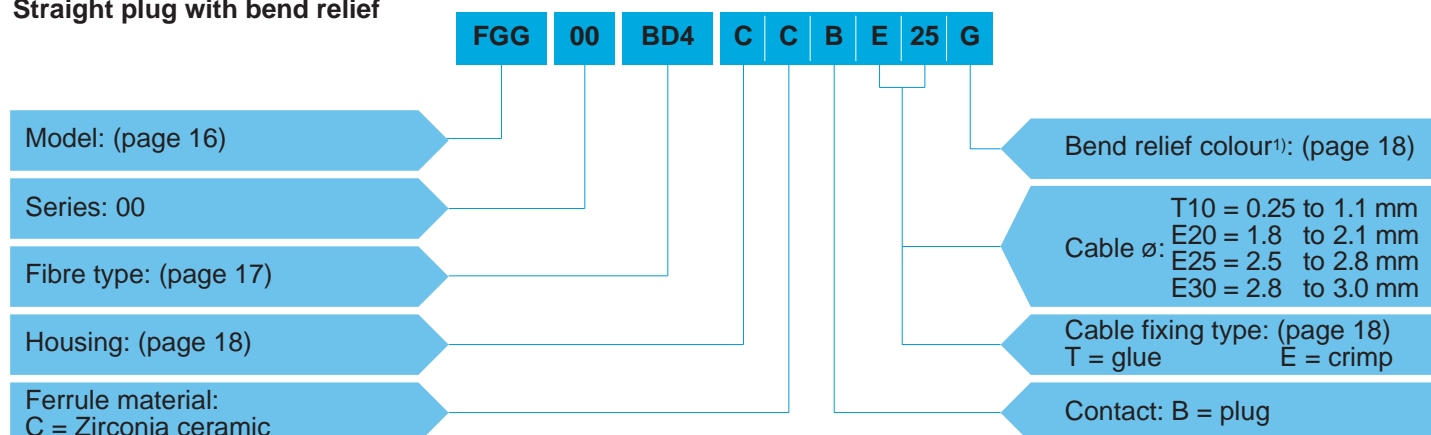 Straight plug with bend relief
FGG 00 BD4 C C B E 25 G
Model: (page 16)
Series: 00
Fibre type: (page 17)
Housing: (page 18)
Ferrule material:
C = Zirconia ceramic
Bend relief colour1): (page 18)
Cable ø:
T10 = 0.25 to 1.1 mm
E20 = 1.8 to 2.1 mm
E25 = 2.5 to 2.8 mm
E30 = 2.8 to 3.0 mm
Cable fixing type: (page 18)
T = glue E = crimp
Contact: B = plug